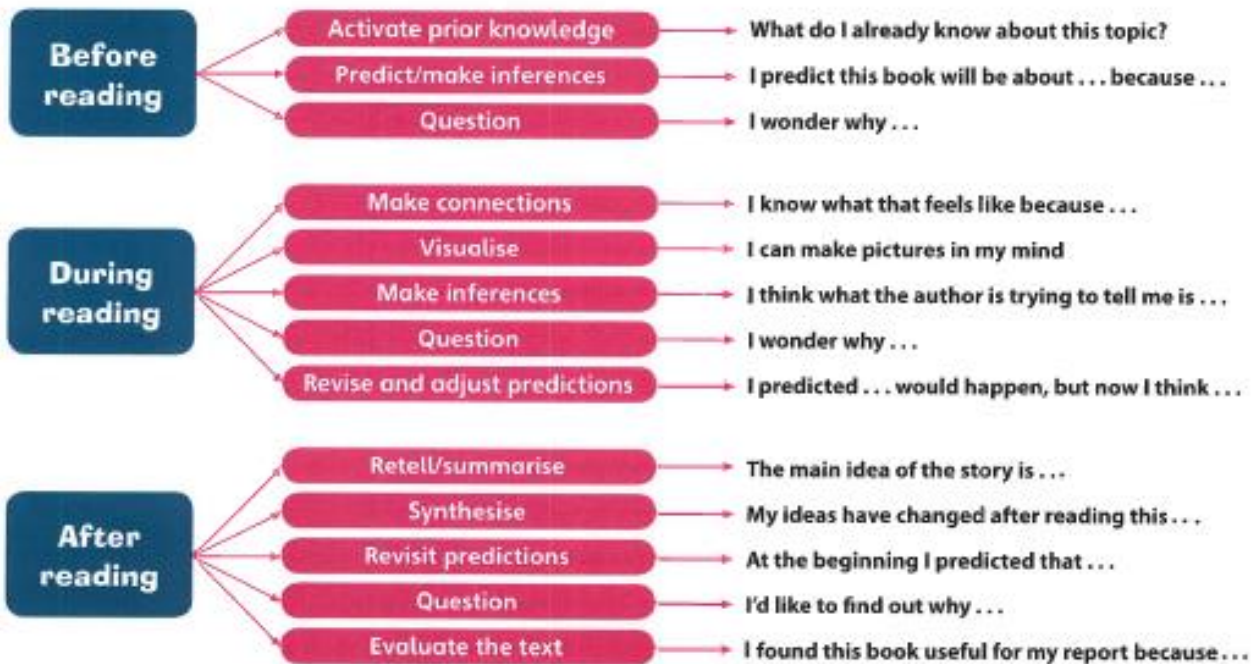 Before
reading
Activate prior knowledge
What do I already know about this topic?
Predict/make inferences
I predict this book will be about . . . because . . .
Question
I wonder why . . .
During
reading
Make connections
I know what that feels like because . . .
Visualise
I can make pictures in my mind
Make inferences
I think what the author is trying to tell me is . . .
Question
I wonder why . . .
Revise and adjust predictions
I predicted . . . would happen, but now I think . . .
After
reading
Retell/summarise
The main idea of the story is . . .
Synthesise
My ideas have changed after reading this . . .
Revisit predictions
At the beginning I predicted that . . .
Question
I'd like to find out why . . .
Evaluate the text
I found this book useful for my report because . . .